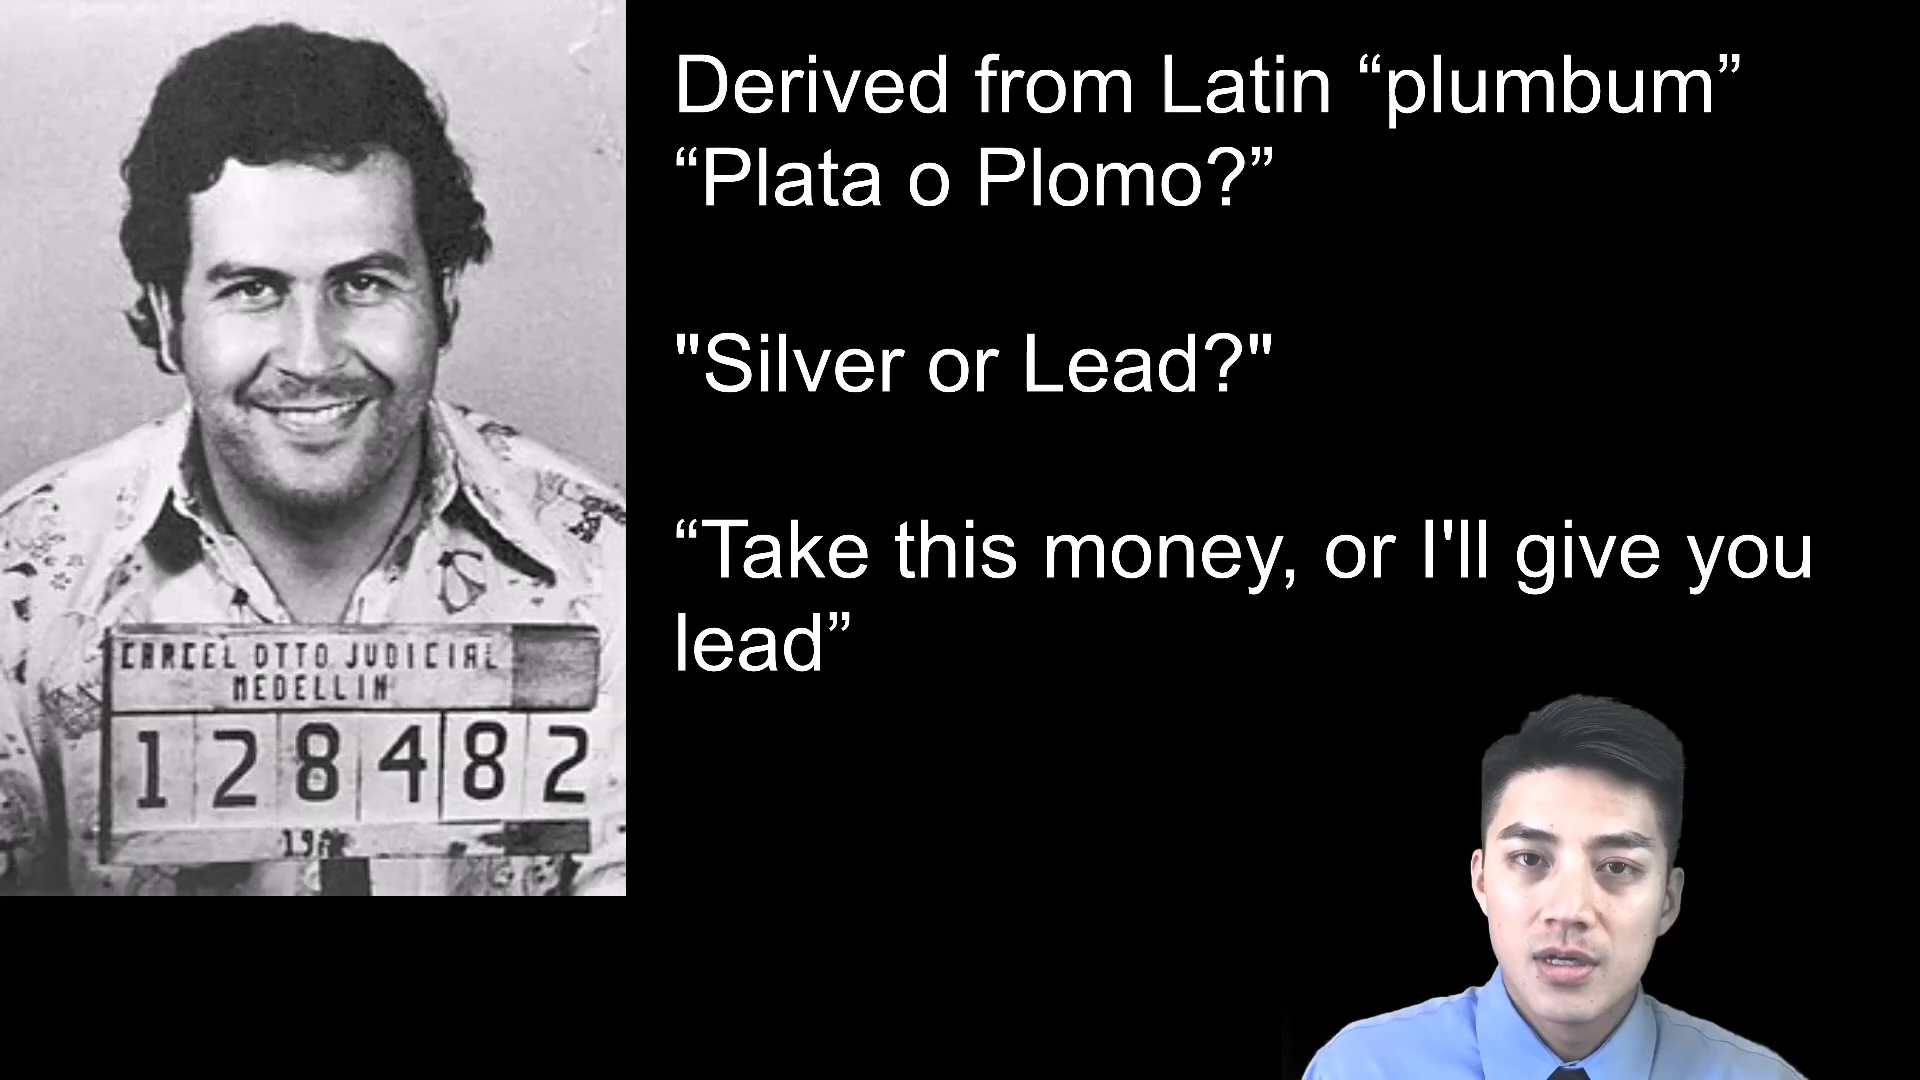 Derived from Latin “plumbum”
“Plata o Plomo?”
"Silver or Lead?"
“Take this money, or I'll give you
lead”
CARCEL DTTO JUDICIAL
MEDELLIN
128482